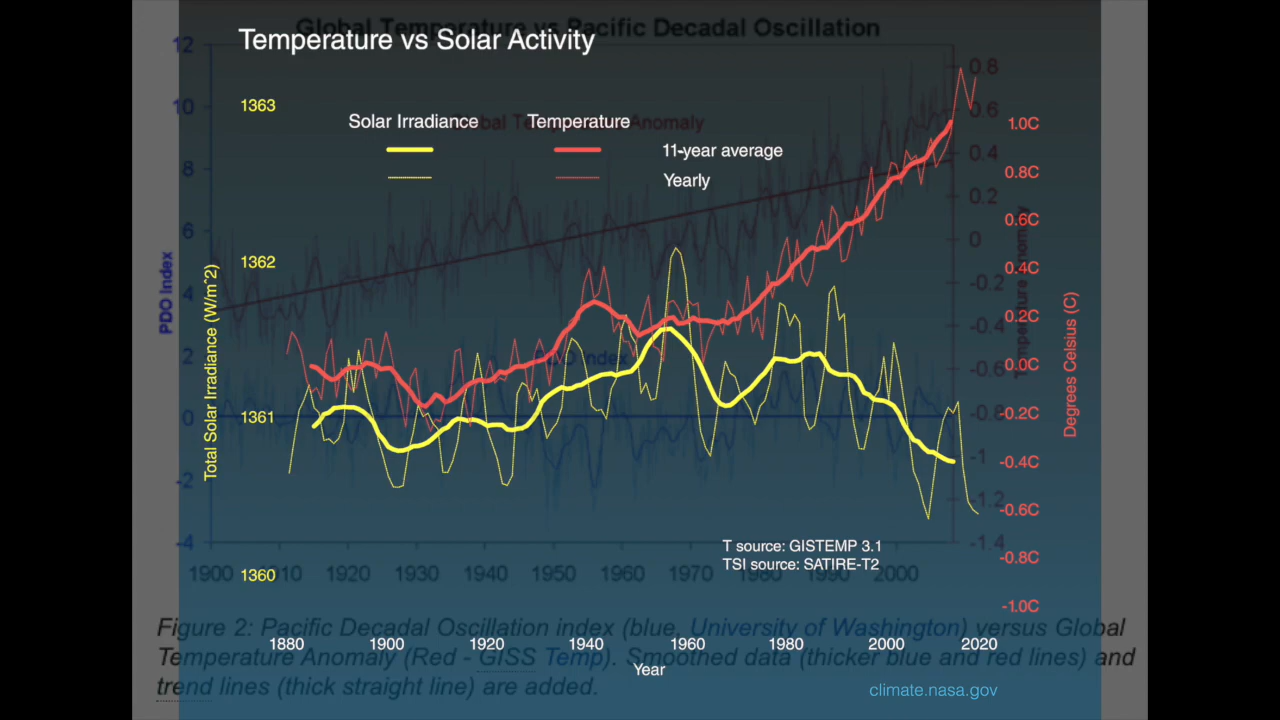 Global Temperature vs Pacific Decadal Oscillation
Temperature vs Solar Activity
Solar Irradiance
Temperature
11-year average
Yearly
Global Temperature Anomaly
PDO Index
PDO Index
Total Solar Irradiance (W/m^2)
Temperature Anomaly
Degrees Celsius (C)
12
10
8
6
4
2
0
-2
-4
1363
1362
1361
1360
0.8
0.6
0.4
0.2
0
-0.2
-0.4
-0.6
-0.8
-1
-1.2
-1.4
1.0C
0.8C
0.6C
0.4C
0.2C
0.0C
-0.2C
-0.4C
-0.6C
-0.8C
-1.0C
T source: GISTEMP 3.1
TSI source: SATIRE-T2
1900 1910 1920 1930 1940 1950 1960 1970 1980 1990 2000
1880 1900 1920 1940 1960 1980 2000 2020
Year
Figure 2: Pacific Decadal Oscillation index (blue, University of Washington) versus Global
Temperature Anomaly (Red - GISS Temp). Smoothed data (thicker blue and red lines) and
trend lines (thick straight line) are added.
climate.nasa.gov